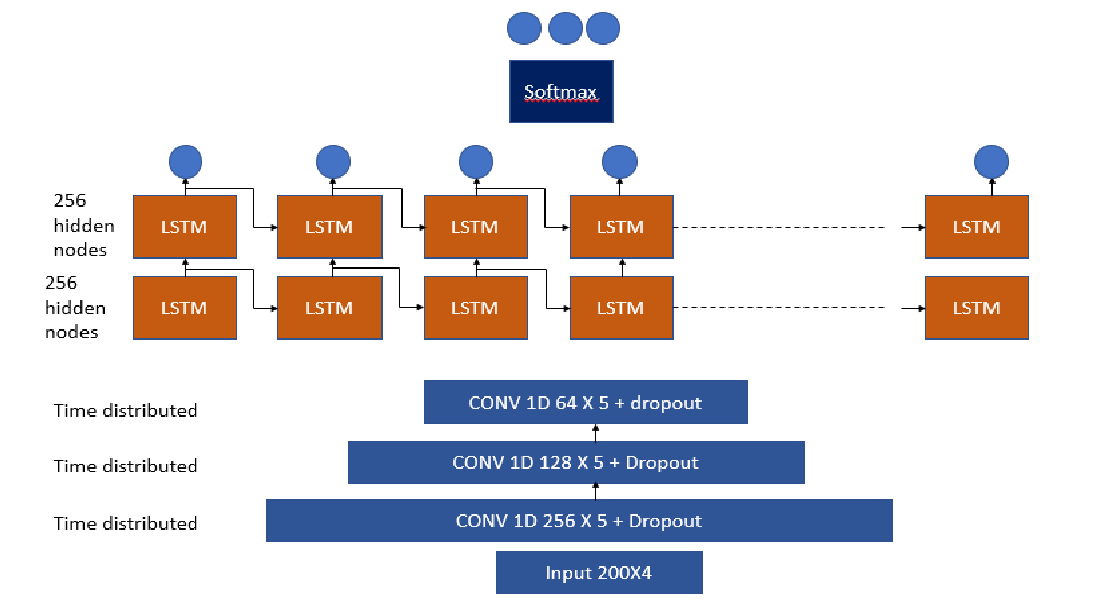 Softmax
256
hidden
nodes
LSTM LSTM LSTM LSTM LSTM
256
hidden
nodes
LSTM LSTM LSTM LSTM LSTM
Time distributed
CONV 1D 64 X 5 + dropout
Time distributed
CONV 1D 128 X 5 + Dropout
Time distributed
CONV 1D 256 X 5 + Dropout
Input 200X4